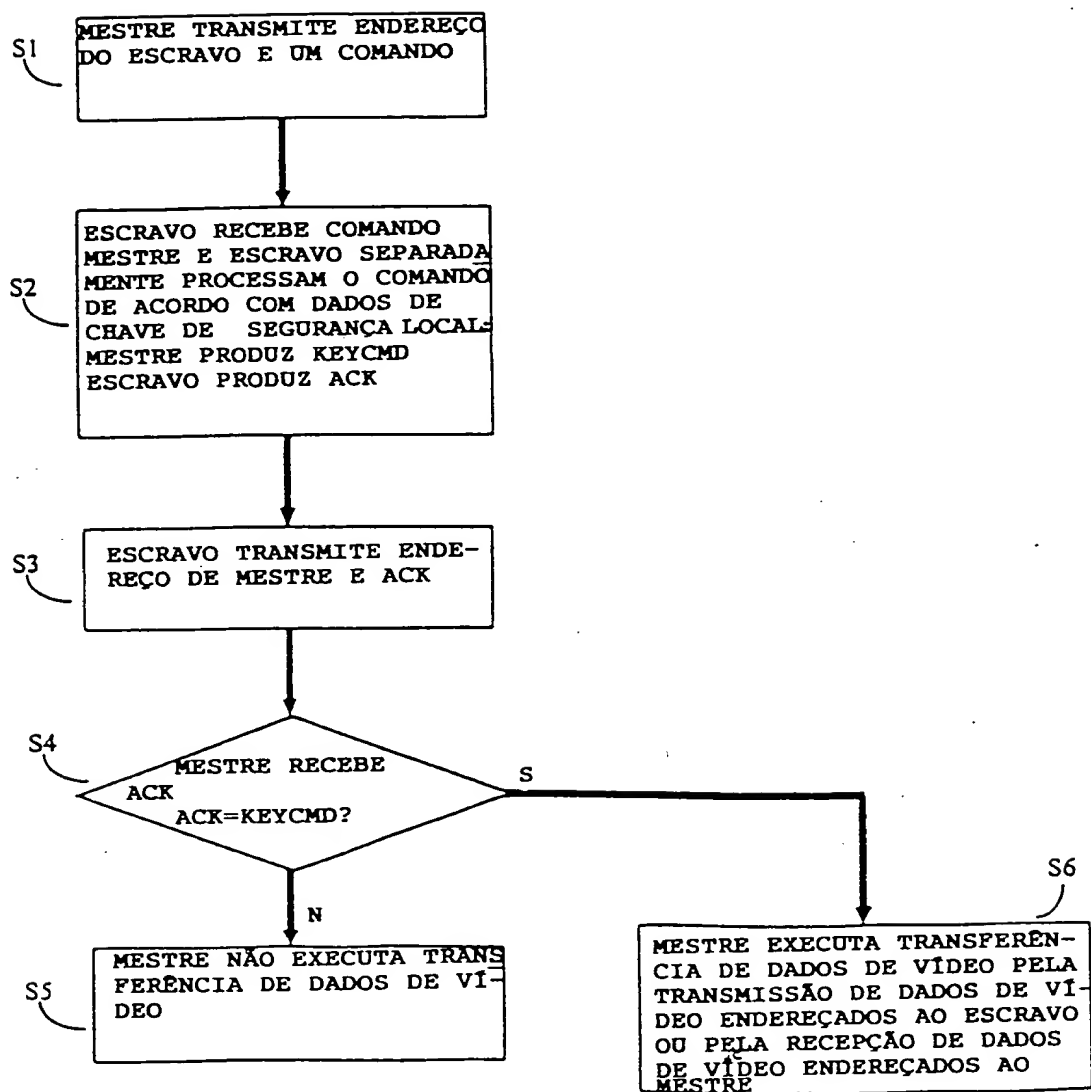 S1
MESTRE TRANSMITE ENDEREÇO
DO ESCRAVO E UM COMANDO
S2
ESCRAVO RECEBE COMANDO
MESTRE E ESCRAVO SEPARADA
MENTE PROCESSAM O COMANDO
DE ACORDO COM DADOS DE
CHAVE DE SEGURANÇA LOCAL-
MESTRE PRODUZ KEYCMD
ESCRAVO PRODUZ ACK
S3
ESCRAVO TRANSMITE ENDE-
REÇO DE MESTRE E ACK
S4
MESTRE RECEBE
ACK
ACK=KEYCMD?
S
N
S5
MESTRE NÃO EXECUTA TRANS
FERÊNCIA DE DADOS DE VÍ-
DEO
S6
MESTRE EXECUTA TRANSFERÊN-
CIA DE DADOS DE VÍDEO PELA
TRANSMISSÃO DE DADOS DE VÍ-
DEO ENDEREÇADOS AO ESCRAVO
OU PELA RECEPÇÃO DE DADOS
DE VÍDEO ENDEREÇADOS AO
MESTRE